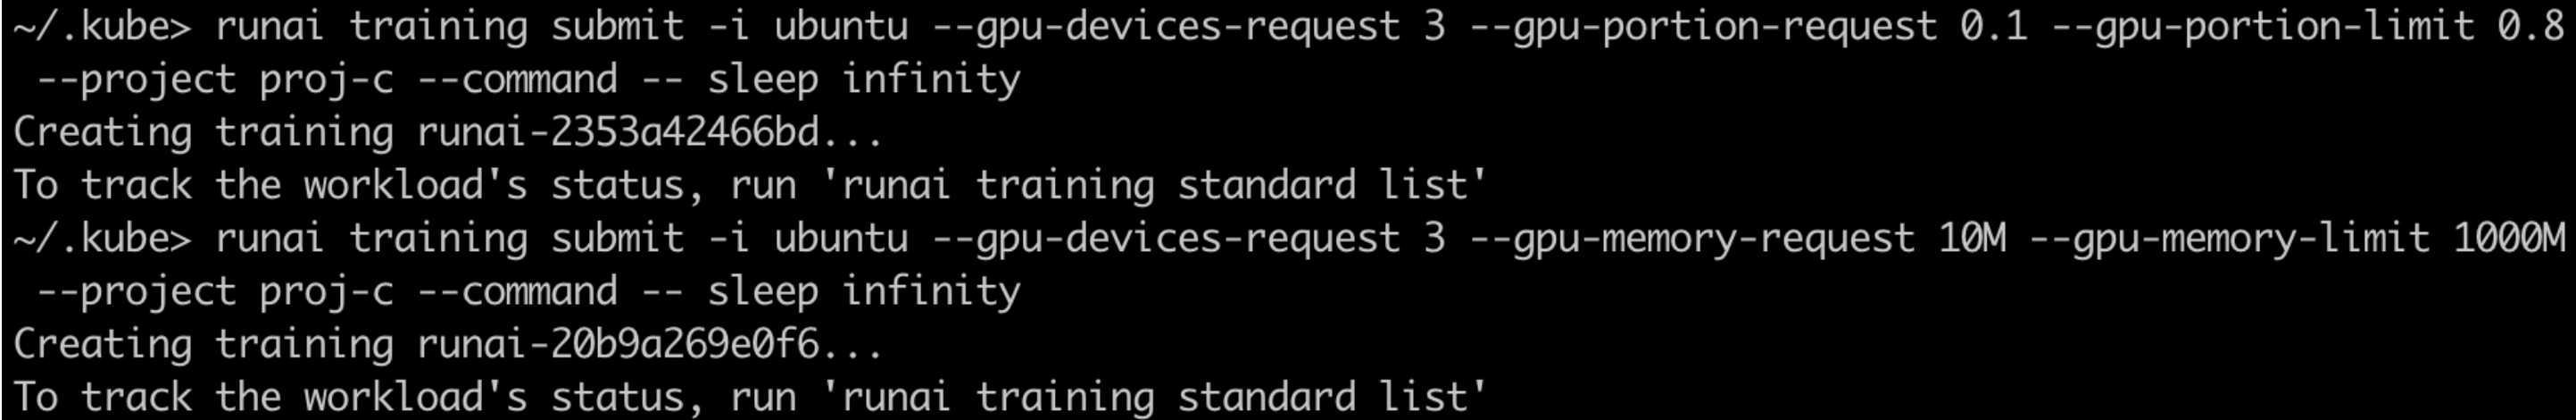 ~/.kube> runai training submit -i ubuntu --gpu-devices-request 3 --gpu-portion-request 0.1 --gpu-portion-limit 0.8
 --project proj-c --command -- sleep infinity
Creating training runai-2353a42466bd...
To track the workload's status, run 'runai training standard list'
~/.kube> runai training submit -i ubuntu --gpu-devices-request 3 --gpu-memory-request 10M --gpu-memory-limit 1000M
 --project proj-c --command -- sleep infinity
Creating training runai-20b9a269e0f6...
To track the workload's status, run 'runai training standard list'